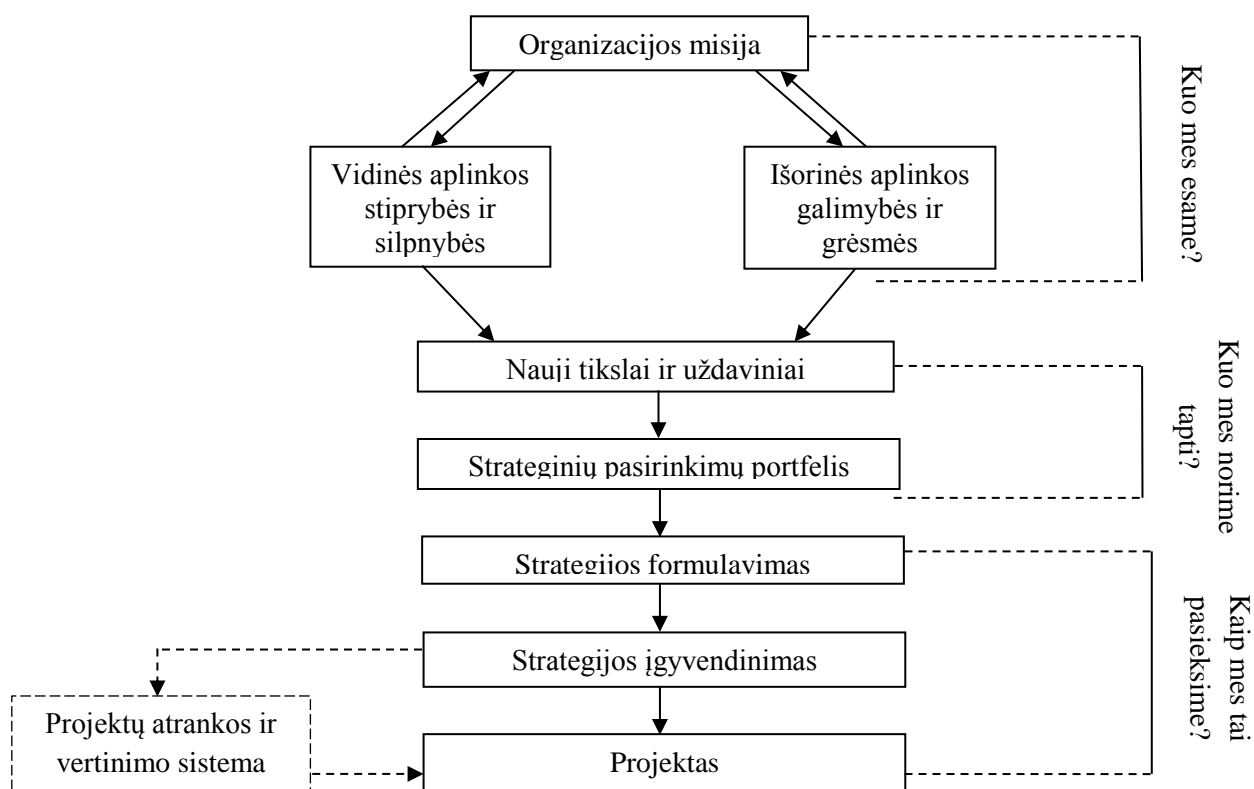 Organizacijos misija
Kuo mes esame?
Vidinės aplinkos
stiprybės ir
silpnybės
Išorinės aplinkos
galimybės ir
grėsmės
Nauji tikslai ir uždaviniai
Kuo mes norime
tapti?
Strateginių pasirinkimų portfelis
Strategijos formulavimas
Kaip mes tai
pasieksime?
Strategijos įgyvendinimas
Projektų atrankos ir
vertinimo sistema
Projektas